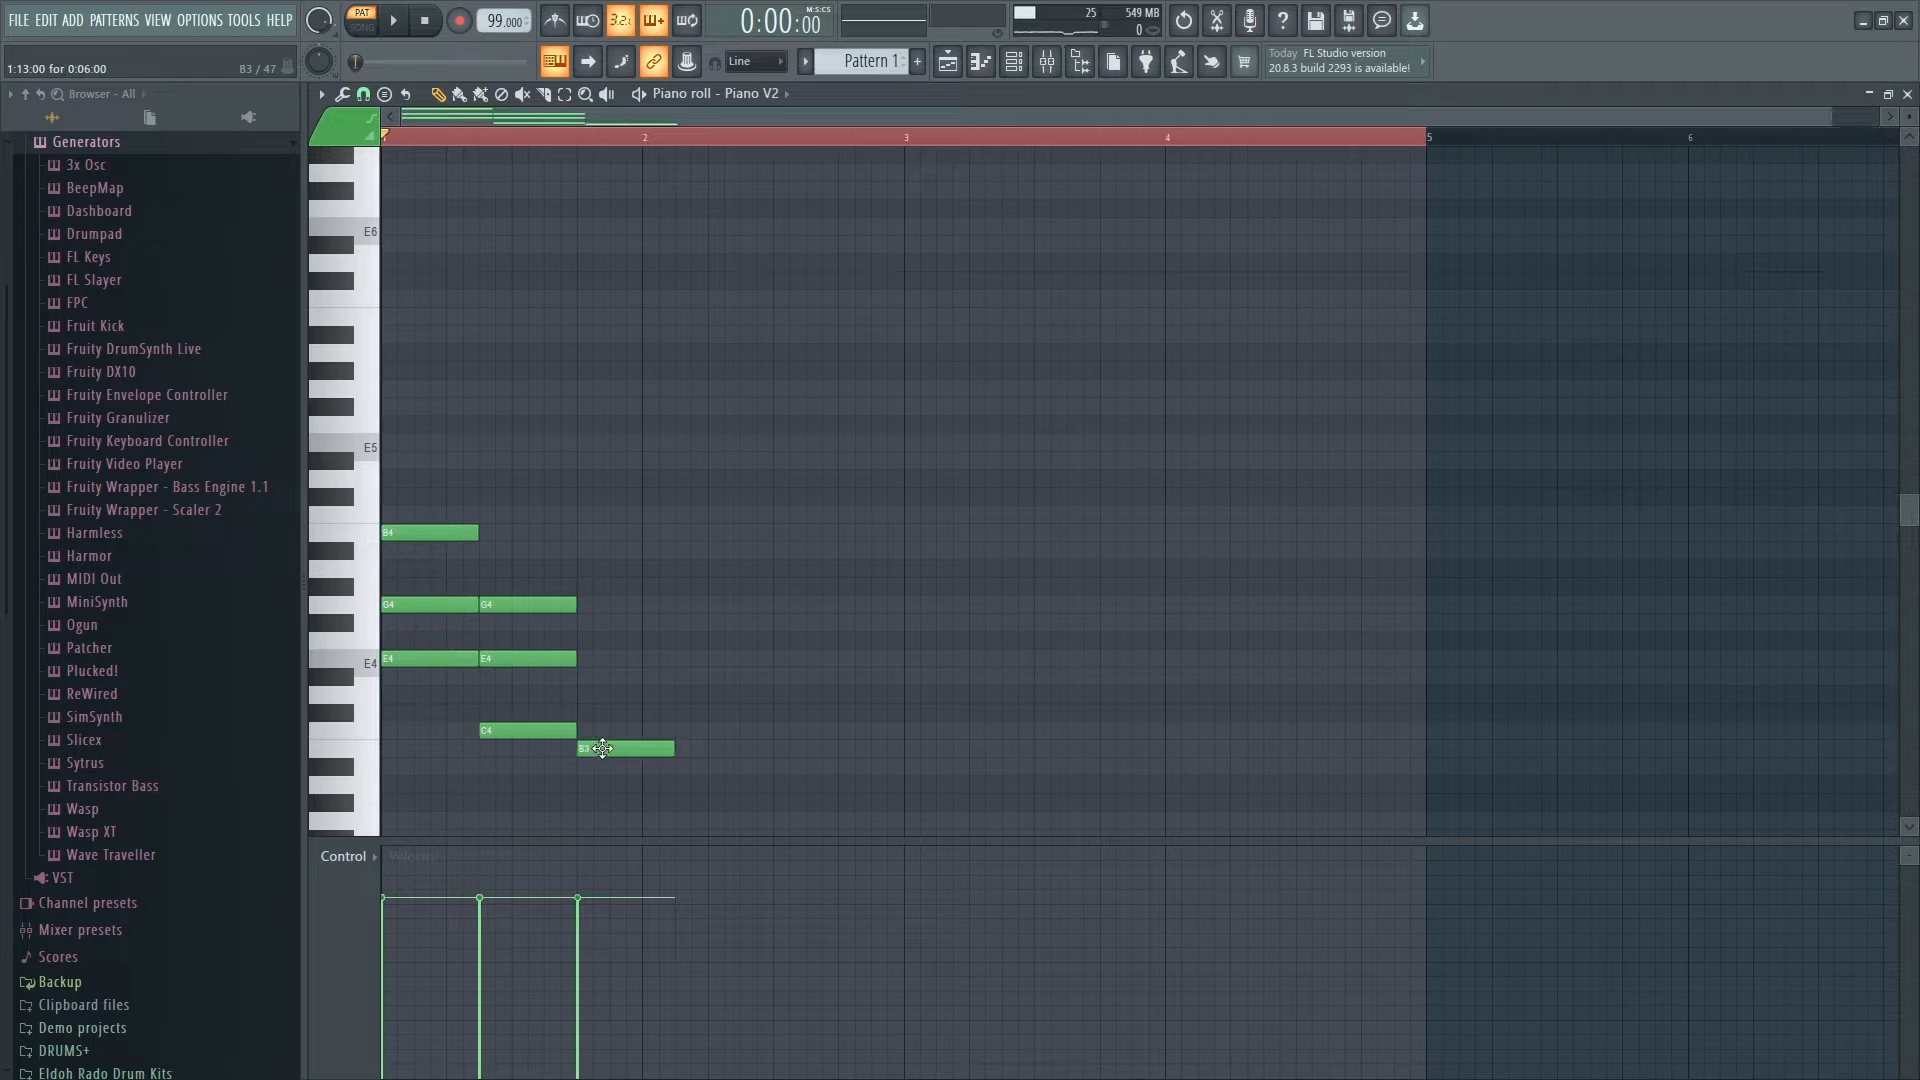 FILE EDIT ADD PATTERNS VIEW OPTIONS TOOLS HELP
PAT
SONG
99.000
3.2.
0:00:00
M:S:CS
25
549 MB
0
1:13:00 for 0:06:00
B3 / 47
Line
Pattern 1
Today FL Studio version
20.8.3 build 2293 is available!
Browser - All
Piano roll - Piano V2
Generators
3x Osc
BeepMap
Dashboard
Drumpad
FL Keys
FL Slayer
FPC
Fruit Kick
Fruity DrumSynth Live
Fruity DX10
Fruity Envelope Controller
Fruity Granulizer
Fruity Keyboard Controller
Fruity Video Player
Fruity Wrapper - Bass Engine 1.1
Fruity Wrapper - Scaler 2
Harmless
Harmor
MIDI Out
MiniSynth
Ogun
Patcher
Plucked!
ReWired
SimSynth
Slicex
Sytrus
Transistor Bass
Wasp
Wasp XT
Wave Traveller
VST
Channel presets
Mixer presets
Scores
Backup
Clipboard files
Demo projects
DRUMS+
Eldoh Rado Drum Kits
2
3
4
5
6
E6
E5
E4
B4
G4
G4
E4
E4
C4
B3
Control
Velocity